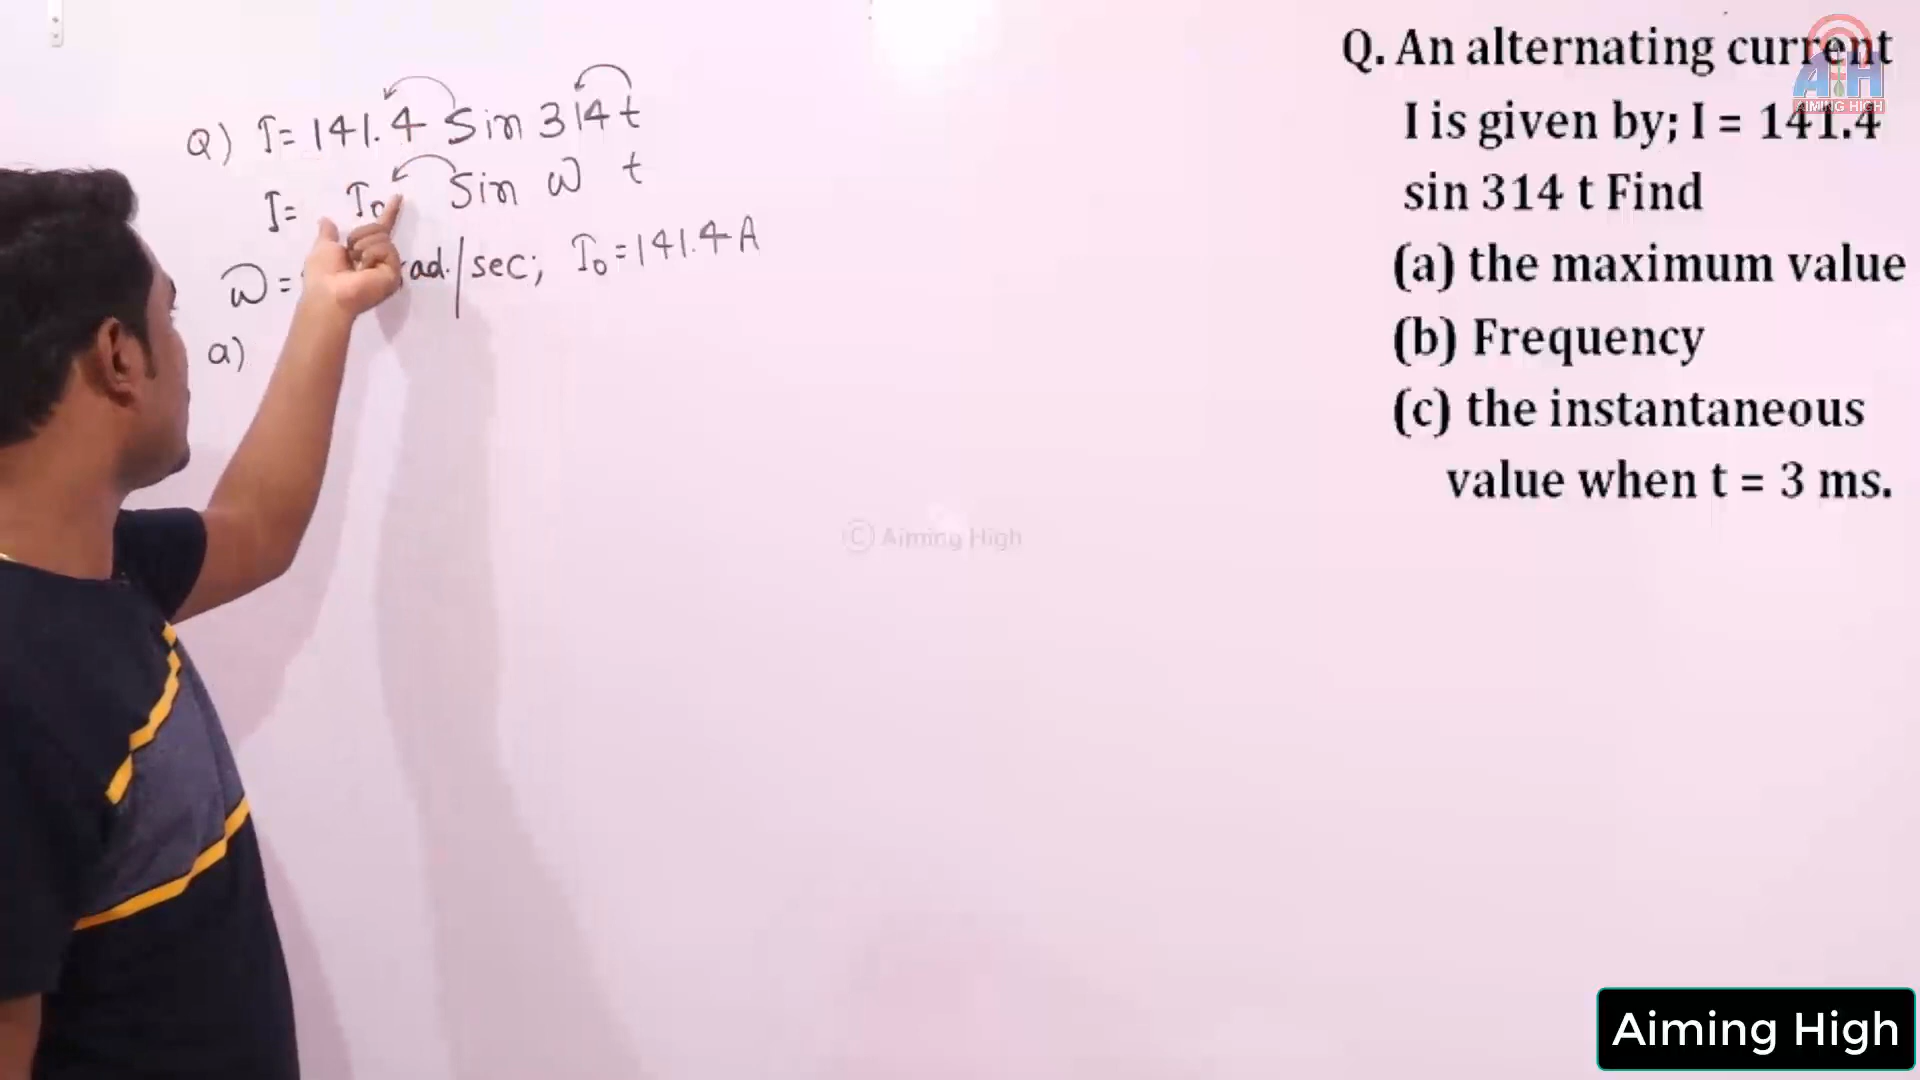 Q) I = 141.4 Sin 314 t
I = I₀ Sin ω t
ω = rad./sec; I₀ = 141.4 A
a)
Q. An alternating current
I is given by; I = 141.4
sin 314 t Find
(a) the maximum value
(b) Frequency
(c) the instantaneous
value when t = 3 ms.
AH
AIMING HIGH
© Aiming High
Aiming High